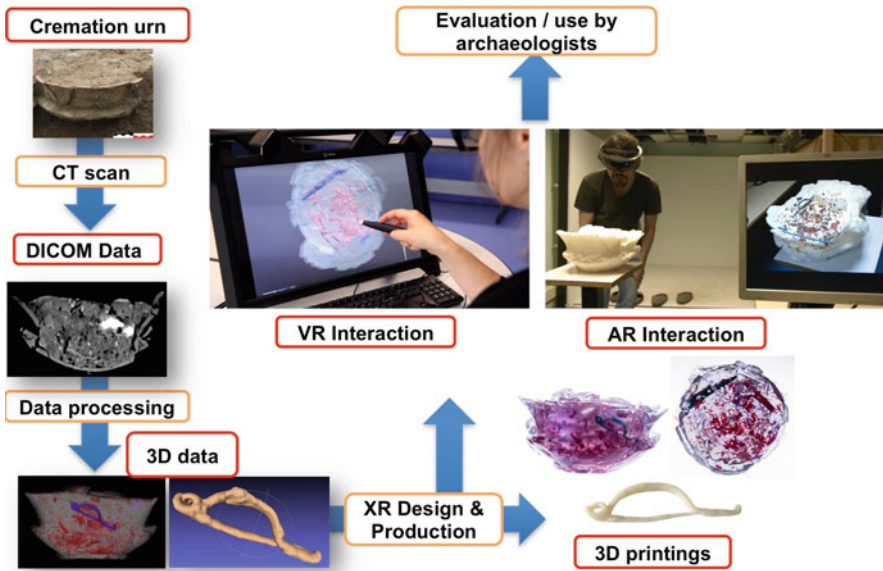 Cremation urn
CT scan
DICOM Data
Data processing
3D data
XR Design &
Production
3D printings
VR Interaction
AR Interaction
Evaluation / use by
archaeologists